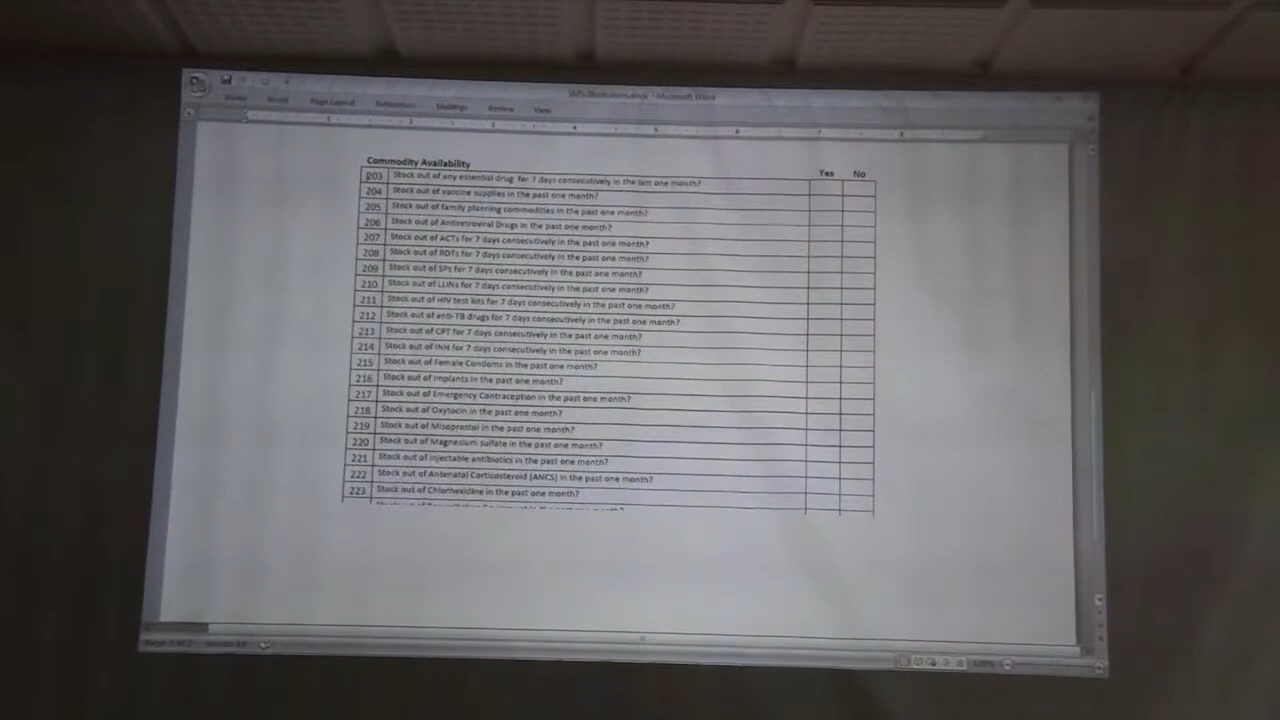 Page Layout
References
Mailings
Review
View
Microsoft Word
Commodity Availability
Yes No
203 Stock out of any essential drug for 7 days consecutively in the last one month?
204 Stock out of vaccine supplies in the past one month?
205 Stock out of family planning commodities in the past one month?
206 Stock out of Antiretroviral Drugs in the past one month?
207 Stock out of ACTs for 7 days consecutively in the past one month?
208 Stock out of RDTs for 7 days consecutively in the past one month?
209 Stock out of SPs for 7 days consecutively in the past one month?
210 Stock out of LLINs for 7 days consecutively in the past one month?
211 Stock out of HIV test kits for 7 days consecutively in the past one month?
212 Stock out of anti-TB drugs for 7 days consecutively in the past one month?
213 Stock out of CPT for 7 days consecutively in the past one month?
214 Stock out of INH for 7 days consecutively in the past one month?
215 Stock out of Female Condoms in the past one month?
216 Stock out of Implants in the past one month?
217 Stock out of Emergency Contraception in the past one month?
218 Stock out of Oxytocin in the past one month?
219 Stock out of Misoprostol in the past one month?
220 Stock out of Magnesium sulfate in the past one month?
221 Stock out of Injectable antibiotics in the past one month?
222 Stock out of Antenatal Corticosteroid (ANCS) in the past one month?
223 Stock out of Chlorhexidine in the past one month?